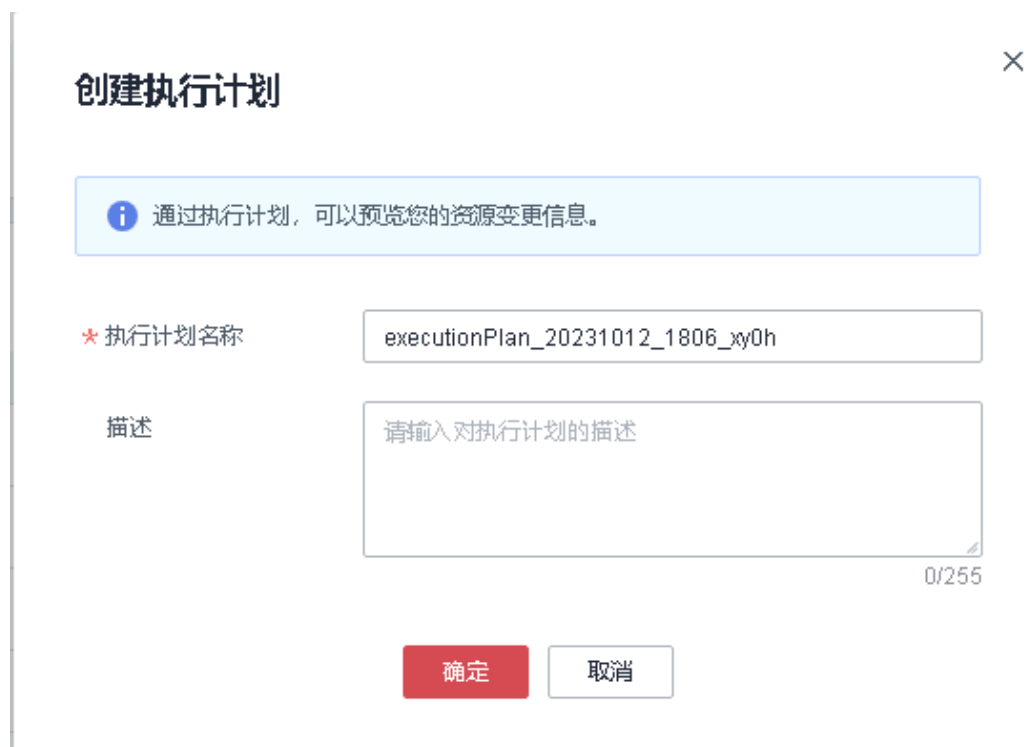 创建执行计划
通过执行计划，可以预览您的资源变更信息。
* 执行计划名称 executionPlan_20231012_1806_xy0h
描述 请输入对执行计划的描述
0/255
确定 取消